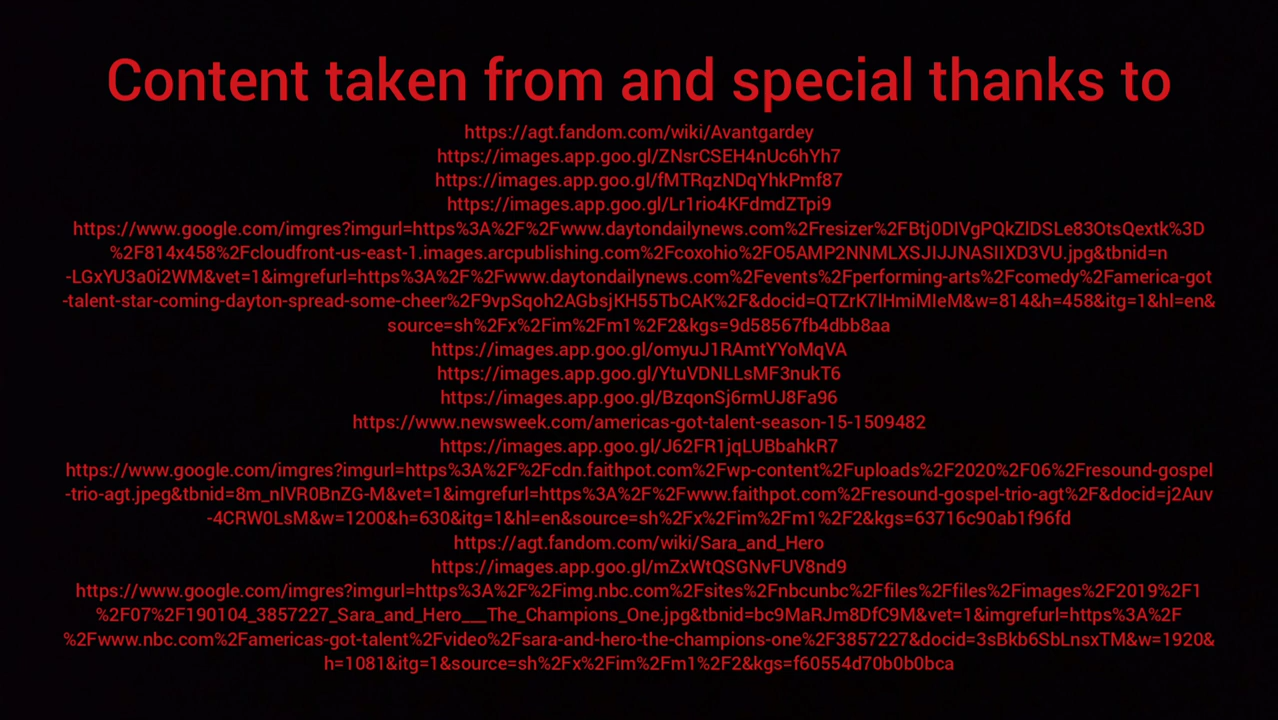 Content taken from and special thanks to
https://agt.fandom.com/wiki/Avantgardey
https://images.app.goo.gl/ZNsrCSEH4nUc6hYh7
https://images.app.goo.gl/fMTRqzNDqYhkPmf87
https://images.app.goo.gl/Lr1rio4KFdmdZTpi9
https://www.google.com/imgres?imgurl=https%3A%2F%2Fwww.daytondailynews.com%2Fresizer%2FBtj0DIVgPQkZlDSLe83OtsQextk%3D
%2F814x458%2Fcloudfront-us-east-1.images.arcpublishing.com%2Fcoxohio%2FO5AMP2NNMLXSJIJJNASIIXD3VU.jpg&tbnid=n
-LGxYU3a0i2WM&vet=1&imgrefurl=https%3A%2F%2Fwww.daytondailynews.com%2Fevents%2Fperforming-arts%2Fcomedy%2Famerica-got
-talent-star-coming-dayton-spread-some-cheer%2F9vpSqoh2AGbsjKH55TbCAK%2F&docid=QTZrK7lHmiMIeM&w=814&h=458&itg=1&hl=en&
source=sh%2Fx%2Fim%2Fm1%2F2&kgs=9d58567fb4dbb8aa
https://images.app.goo.gl/omyuJ1RAmtYYoMqVA
https://images.app.goo.gl/YtuVDNLLsMF3nukT6
https://images.app.goo.gl/BzqonSj6rmUJ8Fa96
https://www.newsweek.com/americas-got-talent-season-15-1509482
https://images.app.goo.gl/J62FR1jqLUBbahkR7
https://www.google.com/imgres?imgurl=https%3A%2F%2Fcdn.faithpot.com%2Fwp-content%2Fuploads%2F2020%2F06%2Fresound-gospel
-trio-agt.jpeg&tbnid=8m_nlVR0BnZG-M&vet=1&imgrefurl=https%3A%2F%2Fwww.faithpot.com%2Fresound-gospel-trio-agt%2F&docid=j2Auv
-4CRW0LsM&w=1200&h=630&itg=1&hl=en&source=sh%2Fx%2Fim%2Fm1%2F2&kgs=63716c90ab1f96fd
https://agt.fandom.com/wiki/Sara_and_Hero
https://images.app.goo.gl/mZxWtQSGNvFUV8nd9
https://www.google.com/imgres?imgurl=https%3A%2F%2Fimg.nbc.com%2Fsites%2Fnbcunbc%2Ffiles%2Ffiles%2Fimages%2F2019%2F1
%2F07%2F190104_3857227_Sara_and_Hero___The_Champions_One.jpg&tbnid=bc9MaRJm8DfC9M&vet=1&imgrefurl=https%3A%2F
%2Fwww.nbc.com%2Famericas-got-talent%2Fvideo%2Fsara-and-hero-the-champions-one%2F3857227&docid=3sBkb6SbLnsxTM&w=1920&
h=1081&itg=1&source=sh%2Fx%2Fim%2Fm1%2F2&kgs=f60554d70b0b0bca